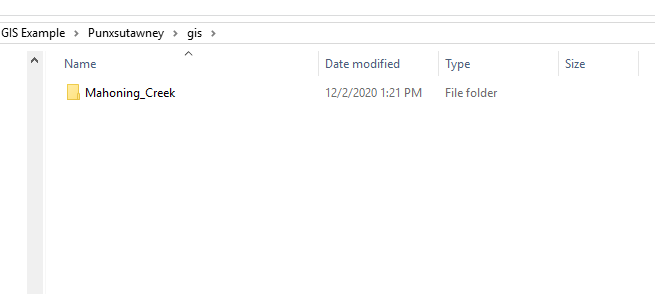 GIS Example > Punxsutawney > gis >
Name Date modified Type Size
Mahoning_Creek 12/2/2020 1:21 PM File folder